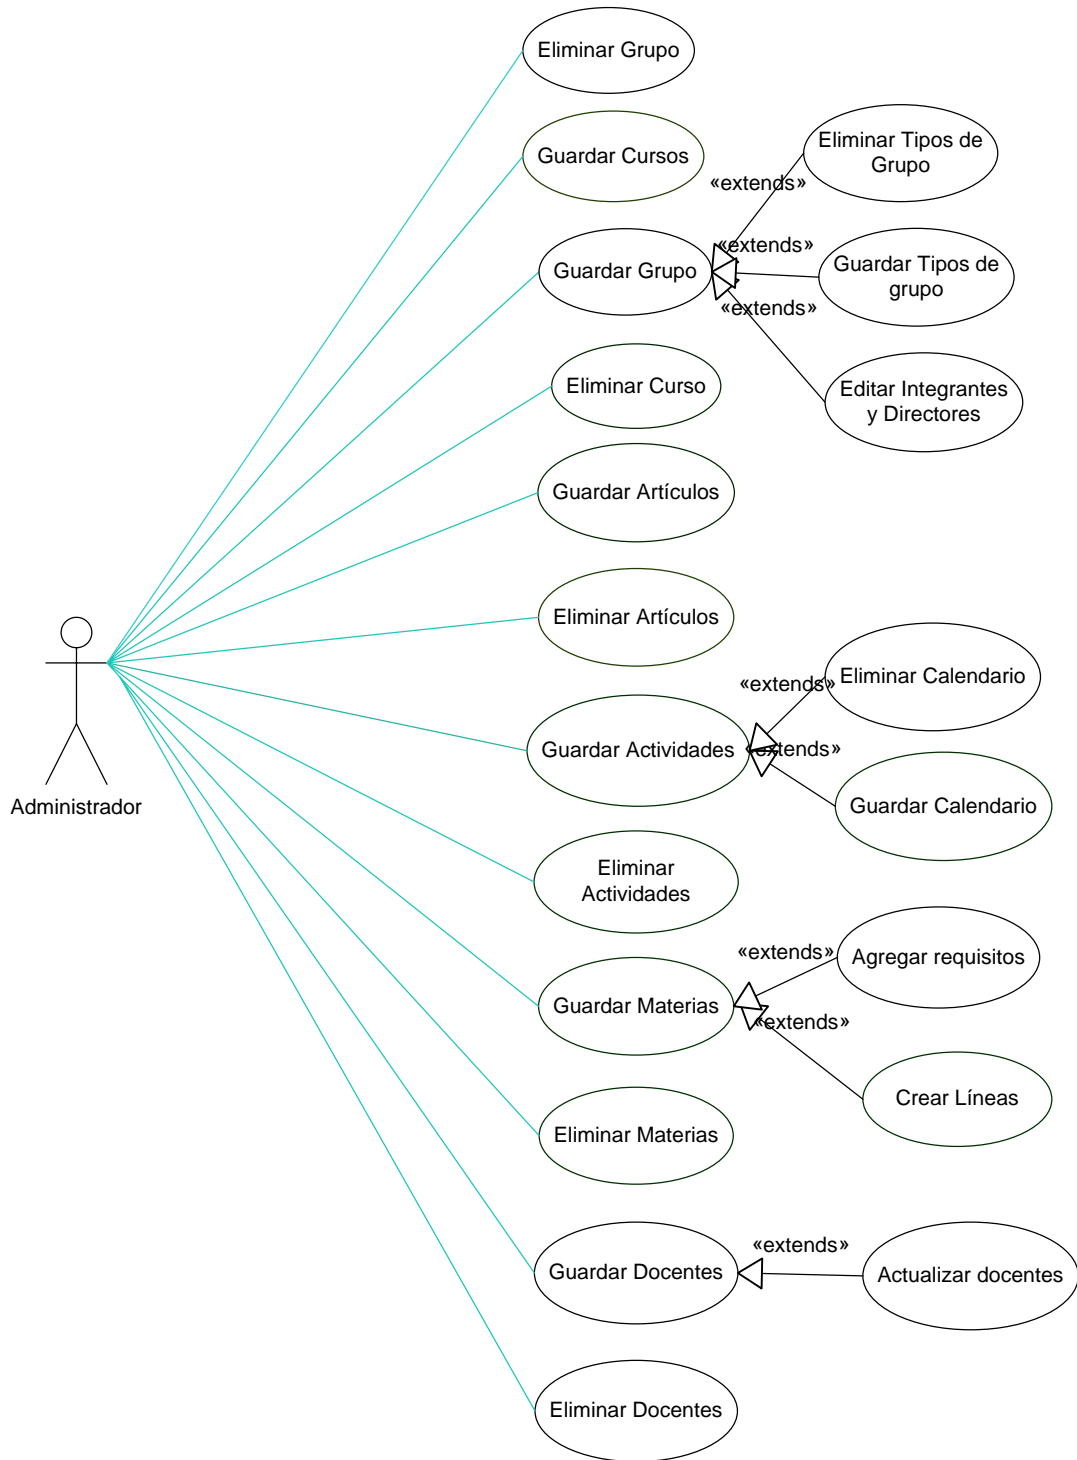 Eliminar Grupo
Guardar Cursos
Eliminar Tipos de
Grupo
«extends»
Guardar Grupo
«extends»
Guardar Tipos de
grupo
«extends»
Editar Integrantes
y Directores
Eliminar Curso
Guardar Artículos
Eliminar Artículos
Administrador
Eliminar Calendario
«extends»
Guardar Actividades
«extends»
Guardar Calendario
Eliminar
Actividades
Agregar requisitos
«extends»
Guardar Materias
«extends»
Crear Líneas
Eliminar Materias
Guardar Docentes
«extends»
Actualizar docentes
Eliminar Docentes